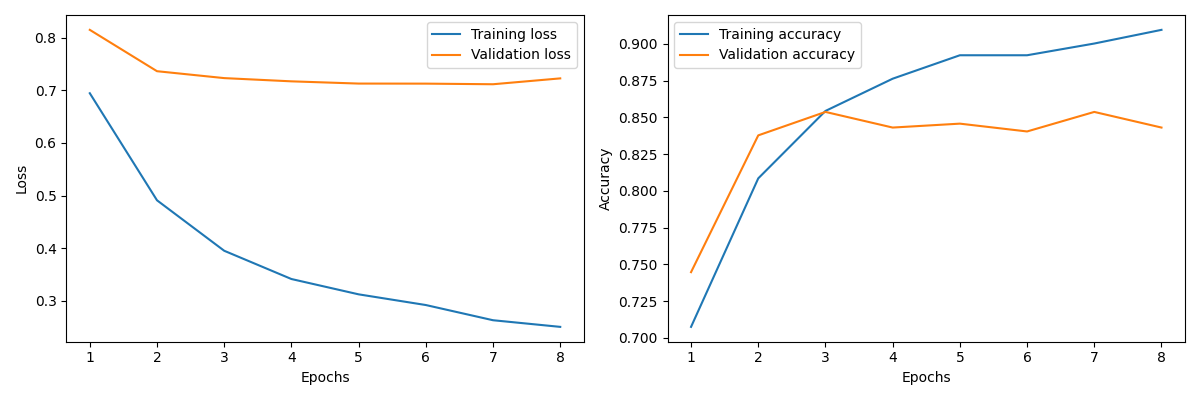 Training loss
Validation loss
0.8
0.7
0.6
0.5
0.4
0.3
Loss
1 2 3 4 5 6 7 8
Epochs
Training accuracy
Validation accuracy
0.900
0.875
0.850
0.825
0.800
0.775
0.750
0.725
0.700
Accuracy
1 2 3 4 5 6 7 8
Epochs